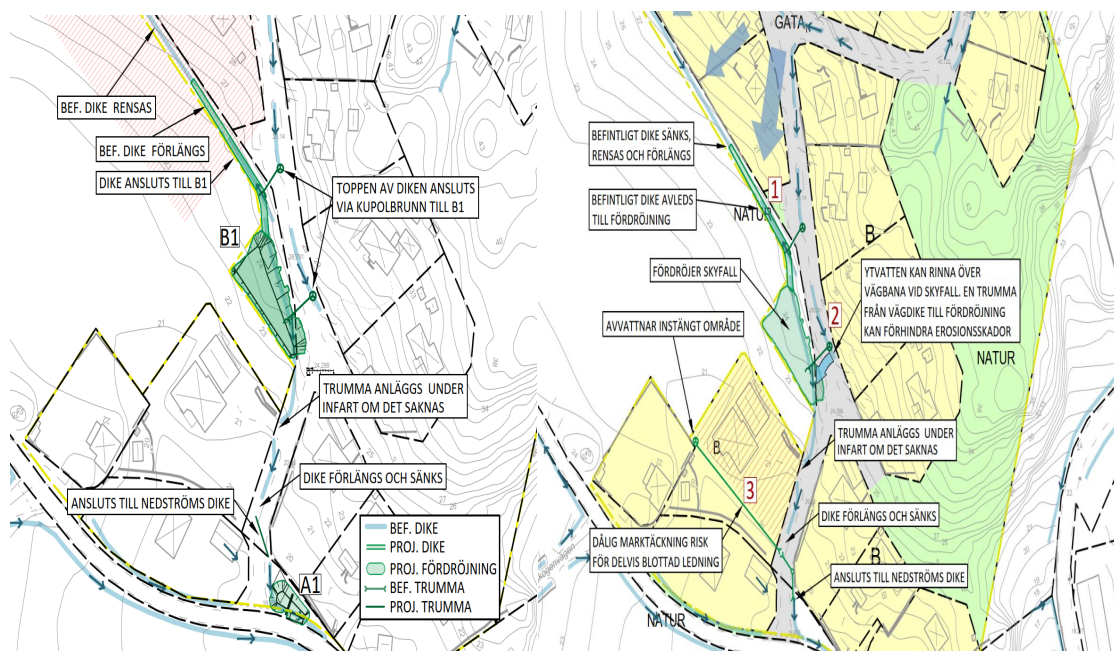 BEF. DIKE RENSAS
BEF. DIKE FÖRLÄNGS
DIKE ANSLUTS TILL B1
TOPPEN AV DIKEN ANSLUTS
VIA KUPOLBRUNN TILL B1
B1
TRUMMA ANLÄGGS UNDER
INFART OM DET SAKNAS
DIKE FÖRLÄNGS OCH SÄNKS
ANSLUTS TILL NEDSTRÖMS DIKE
A1
BEF. DIKE
PROJ. DIKE
PROJ. FÖRDRÖJNING
BEF. TRUMMA
PROJ. TRUMMA
GATA
BEFINTLIGT DIKE SÄNKS,
RENSAS OCH FÖRLÄNGS
1
BEFINTLIGT DIKE AVLEDS
TILL FÖRDRÖJNING
NATUR
B
FÖRDRÖJER SKYFALL
YTVATTEN KAN RINNA ÖVER
VÄGBANA VID SKYFALL. EN TRUMMA
FRÅN VÄGDIKE TILL FÖRDRÖJNING
KAN FÖRHINDRA EROSIONSSKADOR
2
AVVATTNAR INSTÄNGT OMRÅDE
NATUR
TRUMMA ANLÄGGS UNDER
INFART OM DET SAKNAS
B
3
DIKE FÖRLÄNGS OCH SÄNKS
DÅLIG MARKTÄCKNING RISK
FÖR DELVIS BLOTTAD LEDNING
B
ANSLUTS TILL NEDSTRÖMS DIKE
NATUR
B